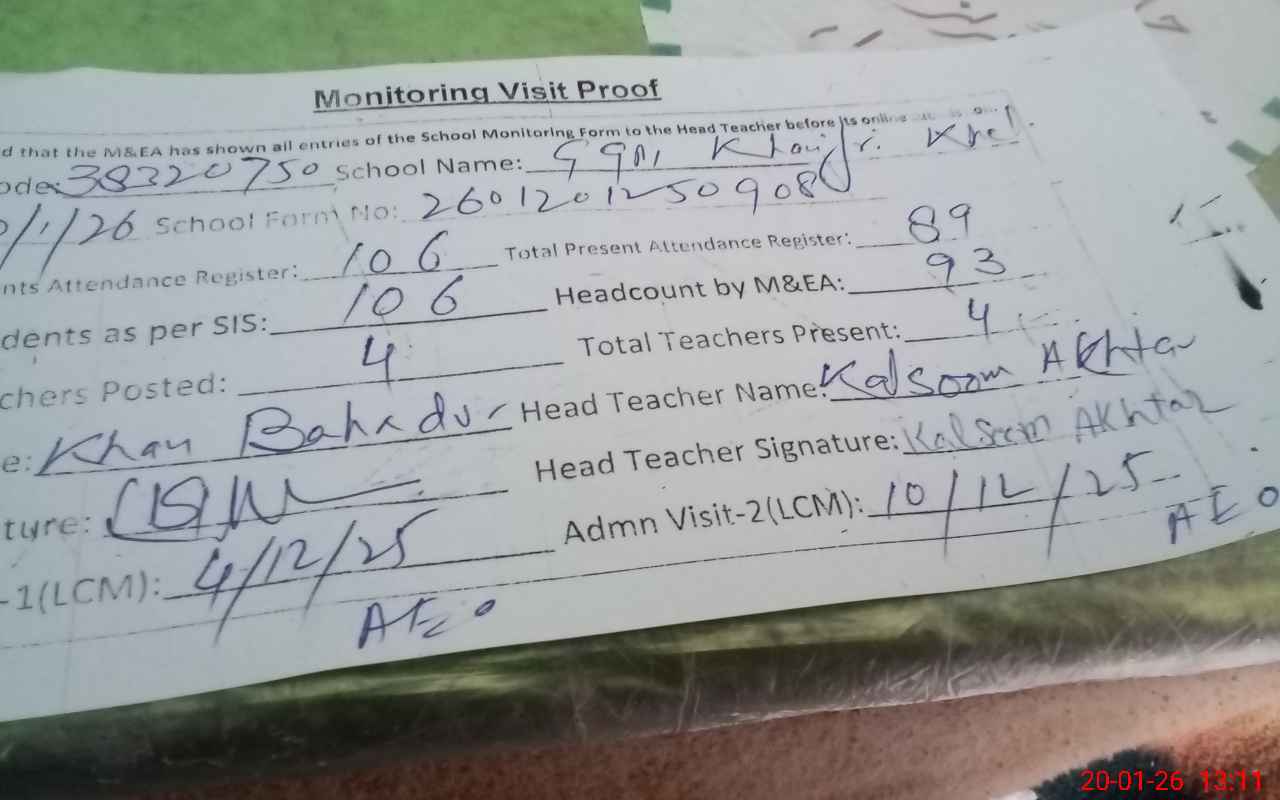 Monitoring Visit Proof
d that the M&EA has shown all entries of the School Monitoring Form to the Head Teacher before its online
ode: 38320750 School Name: Khel
/1/26 School Form No: 2601201250908
nts Attendance Register: 106 Total Present Attendance Register: 89
dents as per SIS: 106 Headcount by M&EA: 93
chers Posted: 4 Total Teachers Present: 4
e: Khan Bahadur Head Teacher Name: Kalsoom Akhtar
ture: Head Teacher Signature: Kalsoom Akhtar
-1(LCM): 4/12/25 Admn Visit-2(LCM): 10/12/25
AEO AEO
20-01-26 13:11